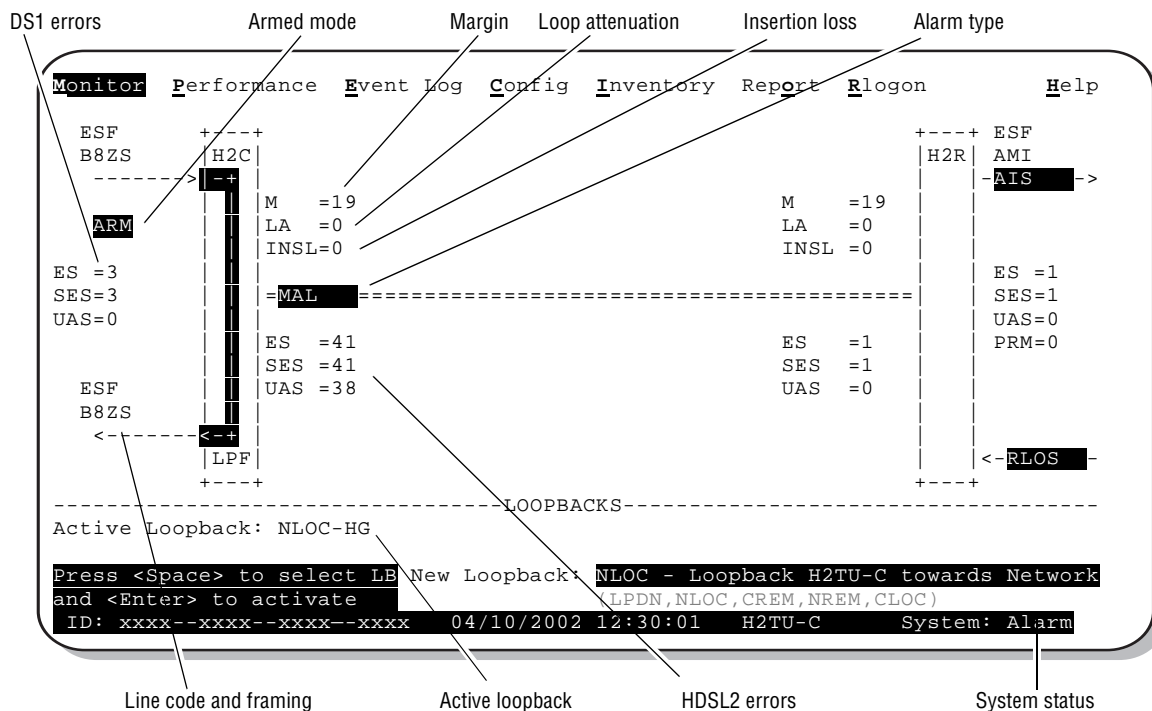 DS1 errors Armed mode Margin Loop attenuation Insertion loss Alarm type
Monitor Performance Event Log Config Inventory Report Rlogon Help
ESF +---+ +---+ ESF
B8ZS |H2C| |H2R| AMI
------->|-+ | | | -AIS ->
M =19 M =19
ARM LA =0 LA =0
INSL=0 INSL =0
ES =3 ES =1
SES=3 =MAL ========================================== SES=1
UAS=0 UAS=0
ES =41 ES =1 PRM=0
SES =41 SES =1
ESF UAS =38 UAS =0
B8ZS
<-------<-+
|LPF| | | |<-RLOS -
+---+ +---+
----------------------------------LOOPBACKS------------------------------------
Active Loopback: NLOC-HG
Press <Space> to select LB New Loopback: NLOC - Loopback H2TU-C towards Network
and <Enter> to activate (LPDN,NLOC,CREM,NREM,CLOC)
ID: xxxx--xxxx--xxxx--xxxx 04/10/2002 12:30:01 H2TU-C System: Alarm
Line code and framing Active loopback HDSL2 errors System status